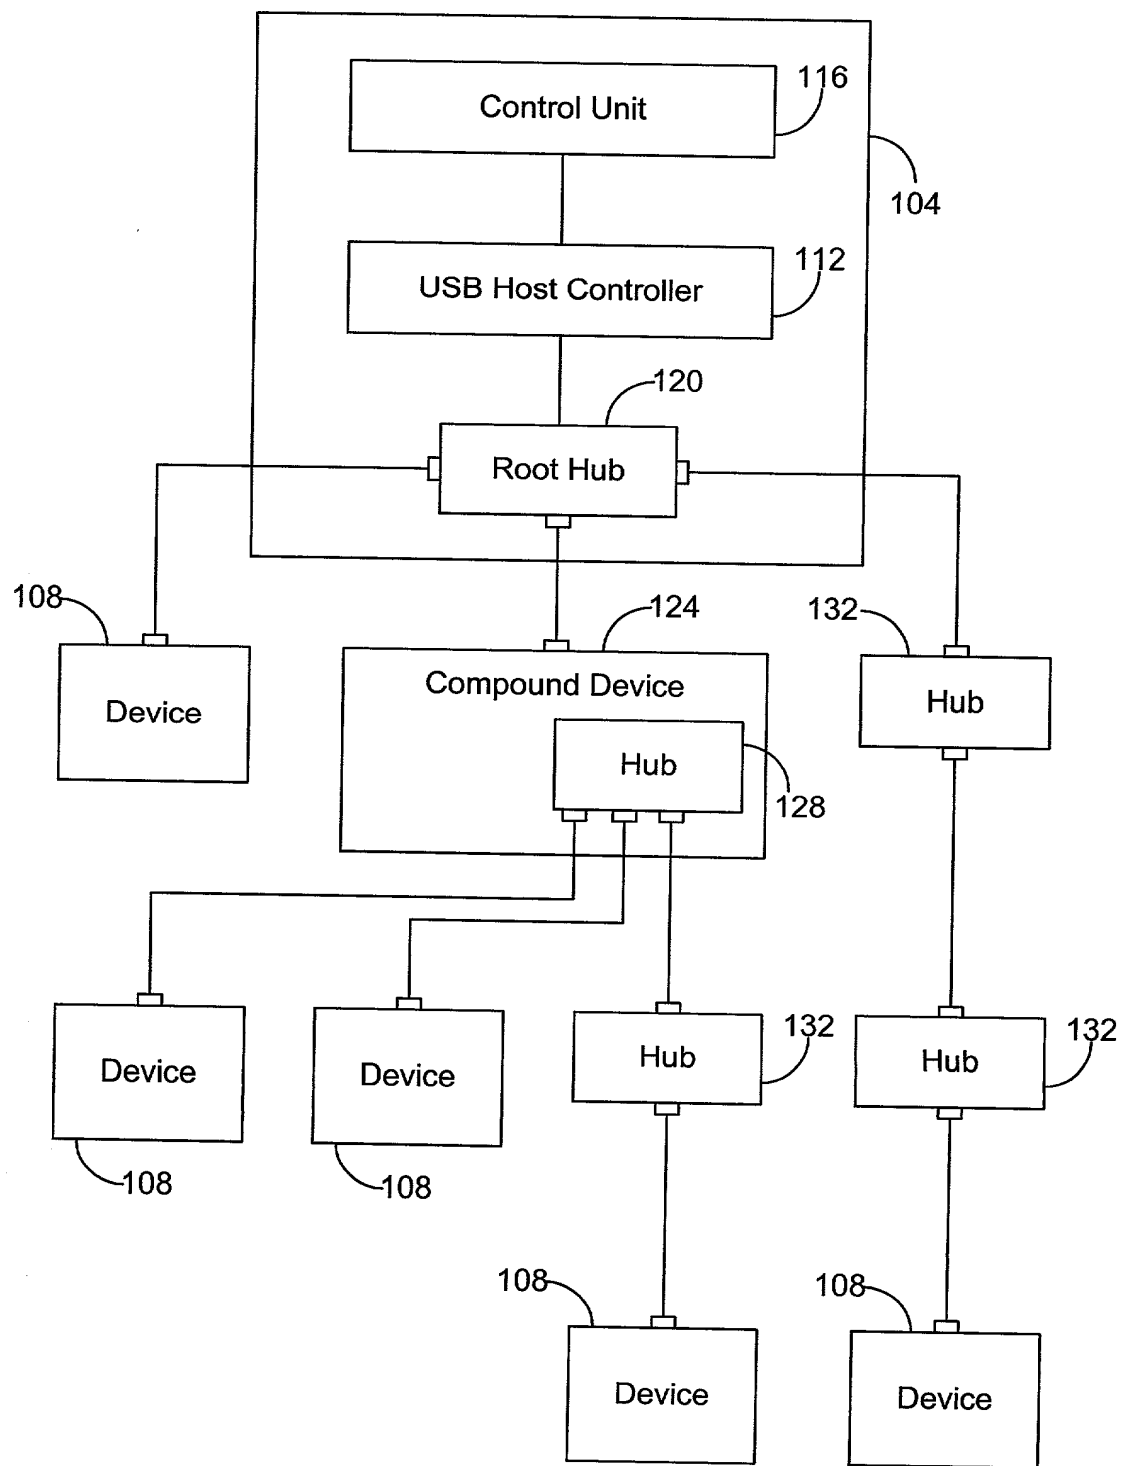 116
Control Unit
104
112
USB Host Controller
120
Root Hub
108
124
132
Device
Compound Device
Hub
Hub
128
132
132
Device
Device
Hub
Hub
108
108
108
108
Device
Device